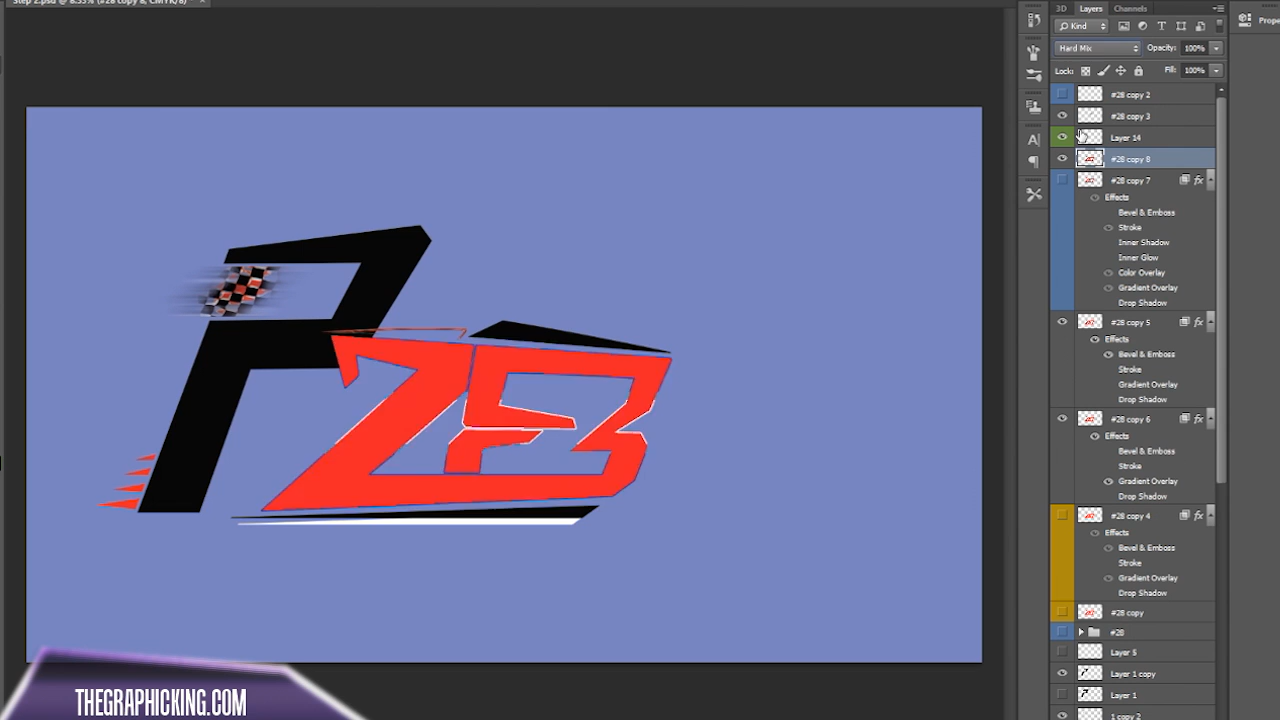 Step 2.psd @ 8.33% (#28 copy 8, CMYK/8)
3D Layers Channels
Prope
Kind
Hard Mix Opacity: 100%
Lock: Fill: 100%
#28 copy 2
#28 copy 3
Layer 14
#28 copy 8
#28 copy 7 fx
Effects
Bevel & Emboss
Stroke
Inner Shadow
Inner Glow
Color Overlay
Gradient Overlay
Drop Shadow
#28 copy 5 fx
Effects
Bevel & Emboss
Stroke
Gradient Overlay
Drop Shadow
#28 copy 6 fx
Effects
Bevel & Emboss
Stroke
Gradient Overlay
Drop Shadow
#28 copy 4 fx
Effects
Bevel & Emboss
Stroke
Gradient Overlay
Drop Shadow
#28 copy
#28
Layer 5
Layer 1 copy
Layer 1
1 copy 2
THEGRAPHICKING.COM